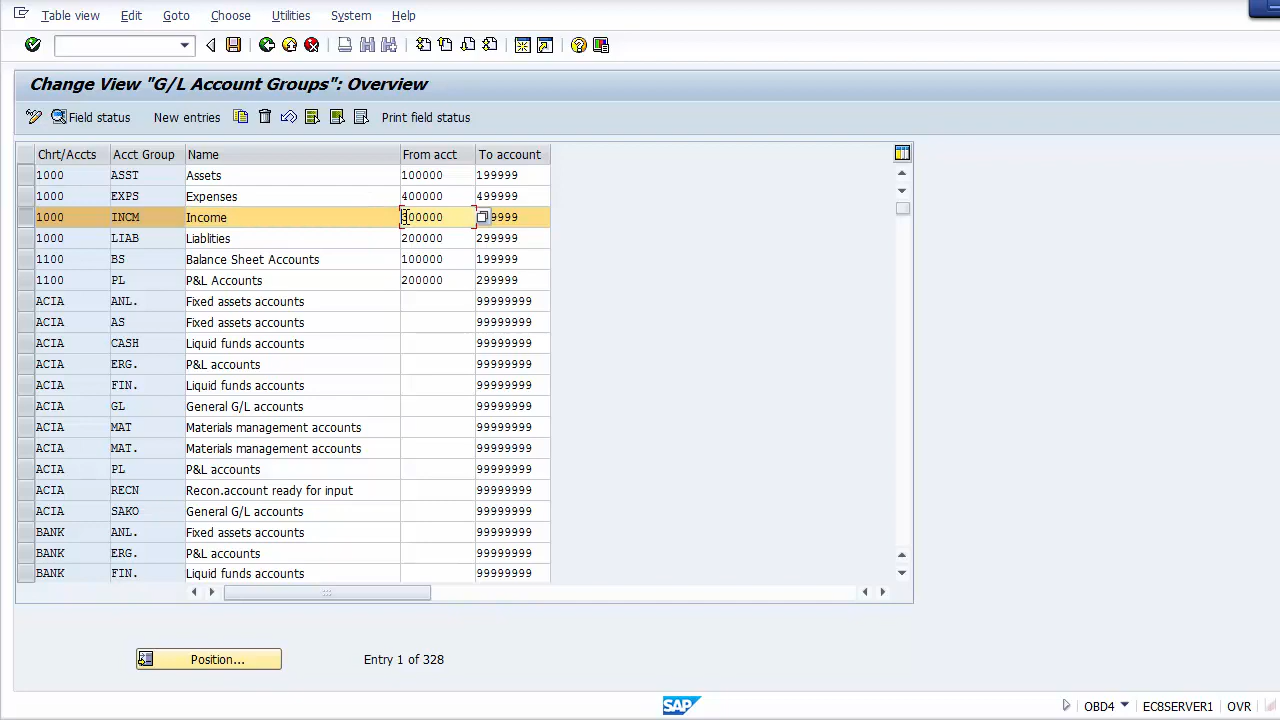 Table view Edit Goto Choose Utilities System Help
Change View "G/L Account Groups": Overview
Field status New entries Print field status
Chrt/Accts Acct Group Name From acct To account
1000 ASST Assets 100000 199999
1000 EXPS Expenses 400000 499999
1000 INCM Income 00000 9999
1000 LIAB Liablities 200000 299999
1100 BS Balance Sheet Accounts 100000 199999
1100 PL P&L Accounts 200000 299999
ACIA ANL. Fixed assets accounts 99999999
ACIA AS Fixed assets accounts 99999999
ACIA CASH Liquid funds accounts 99999999
ACIA ERG. P&L accounts 99999999
ACIA FIN. Liquid funds accounts 99999999
ACIA GL General G/L accounts 99999999
ACIA MAT Materials management accounts 99999999
ACIA MAT. Materials management accounts 99999999
ACIA PL P&L accounts 99999999
ACIA RECN Recon.account ready for input 99999999
ACIA SAKO General G/L accounts 99999999
BANK ANL. Fixed assets accounts 99999999
BANK ERG. P&L accounts 99999999
BANK FIN. Liquid funds accounts 99999999
Position... Entry 1 of 328
SAP OBD4 EC8SERVER1 OVR